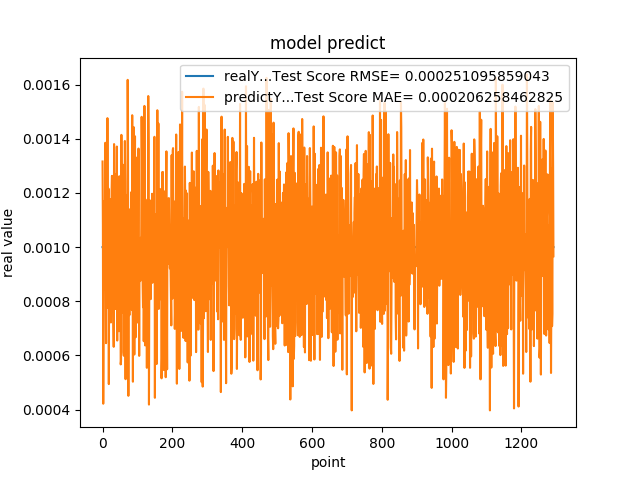 model predict
realY...Test Score RMSE= 0.000251095859043
predictY...Test Score MAE= 0.000206258462825
0.0016
0.0014
0.0012
0.0010
0.0008
0.0006
0.0004
real value
0 200 400 600 800 1000 1200
point